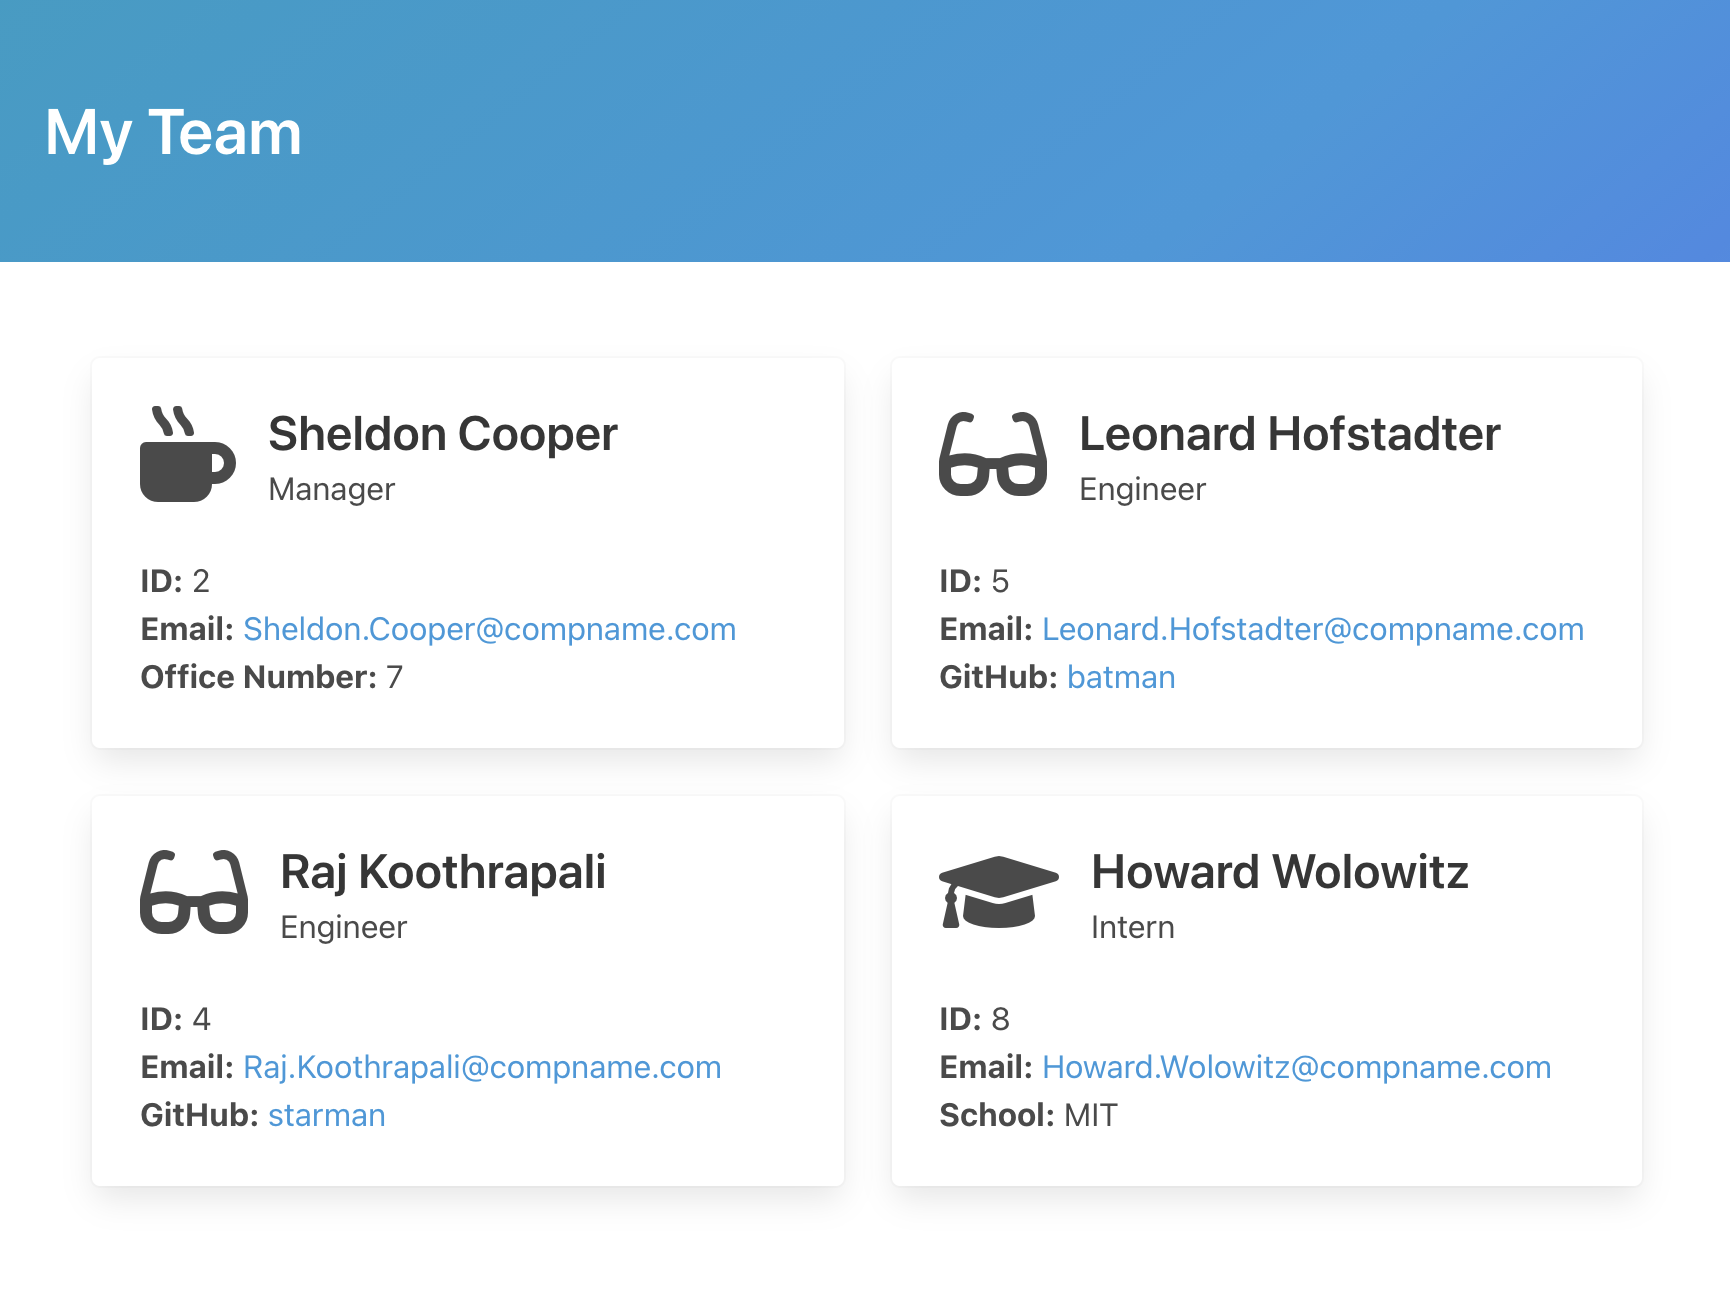 My Team
Sheldon Cooper
Manager
ID: 2
Email: Sheldon.Cooper@compname.com
Office Number: 7
Leonard Hofstadter
Engineer
ID: 5
Email: Leonard.Hofstadter@compname.com
GitHub: batman
Raj Koothrapali
Engineer
ID: 4
Email: Raj.Koothrapali@compname.com
GitHub: starman
Howard Wolowitz
Intern
ID: 8
Email: Howard.Wolowitz@compname.com
School: MIT